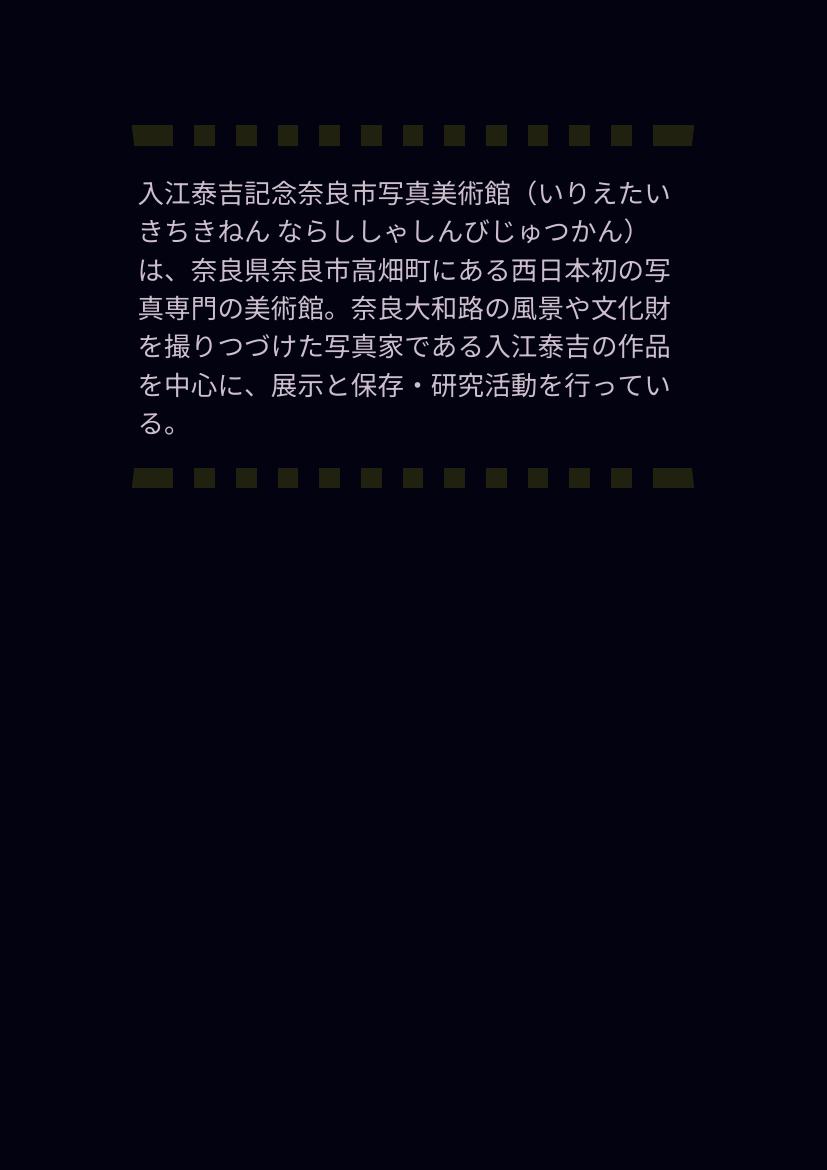 入江泰吉記念奈良市写真美術館（いりえたい
きちきねん ならししゃしんびじゅつかん）
は、奈良県奈良市高畑町にある西日本初の写
真専門の美術館。奈良大和路の風景や文化財
を撮りつづけた写真家である入江泰吉の作品
を中心に、展示と保存・研究活動を行ってい
る。